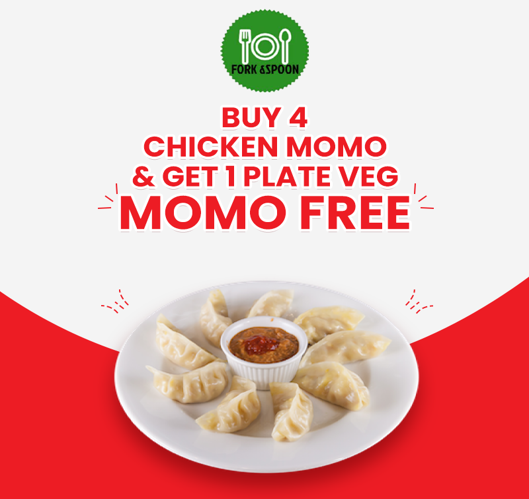 FORK &SPOON
BUY 4
CHICKEN MOMO
& GET 1 PLATE VEG
MOMO FREE